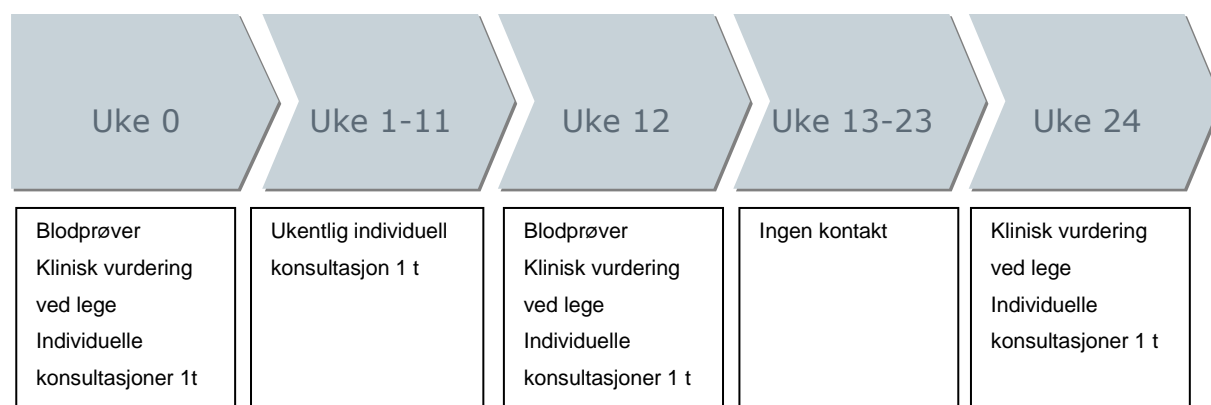 Uke 0
Uke 1-11
Uke 12
Uke 13-23
Uke 24
Blodprøver
Klinisk vurdering
ved lege
Individuelle
konsultasjoner 1t
Ukentlig individuell
konsultasjon 1 t
Blodprøver
Klinisk vurdering
ved lege
Individuelle
konsultasjoner 1 t
Ingen kontakt
Klinisk vurdering
ved lege
Individuelle
konsultasjoner 1 t